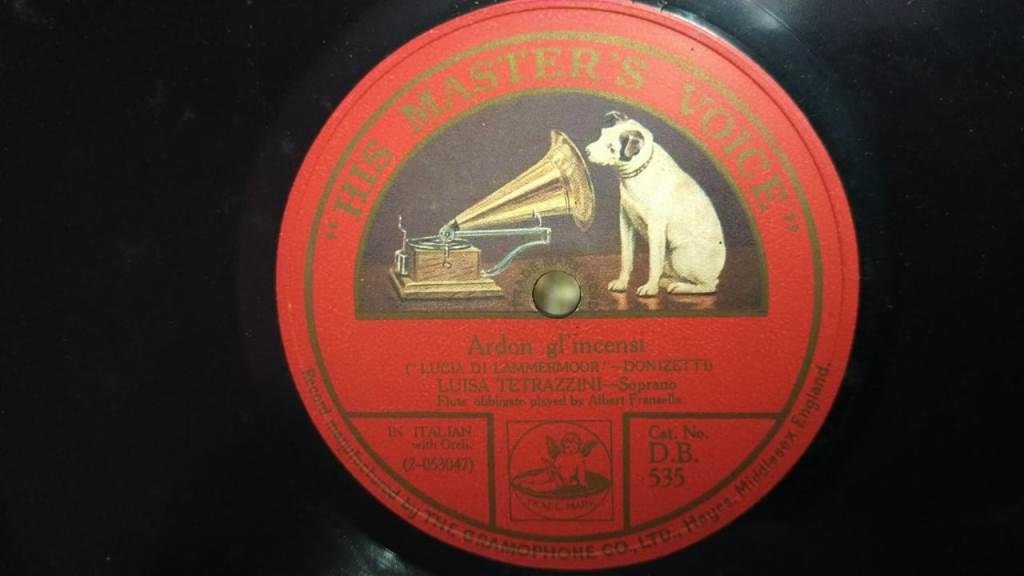 "HIS MASTER'S VOICE"
Ardon gl'incensi
("LUCIA DI LAMMERMOOR"—DONIZETTI)
LUISA TETRAZZINI—Soprano
Flute obbligato played by Albert Fransella
IN ITALIAN
with Orch.
(2-053047)
TRADE MARK
Cat. No.
D.B.
535
Record manufactured by THE GRAMOPHONE CO., LTD., Hayes, Middlesex, England.